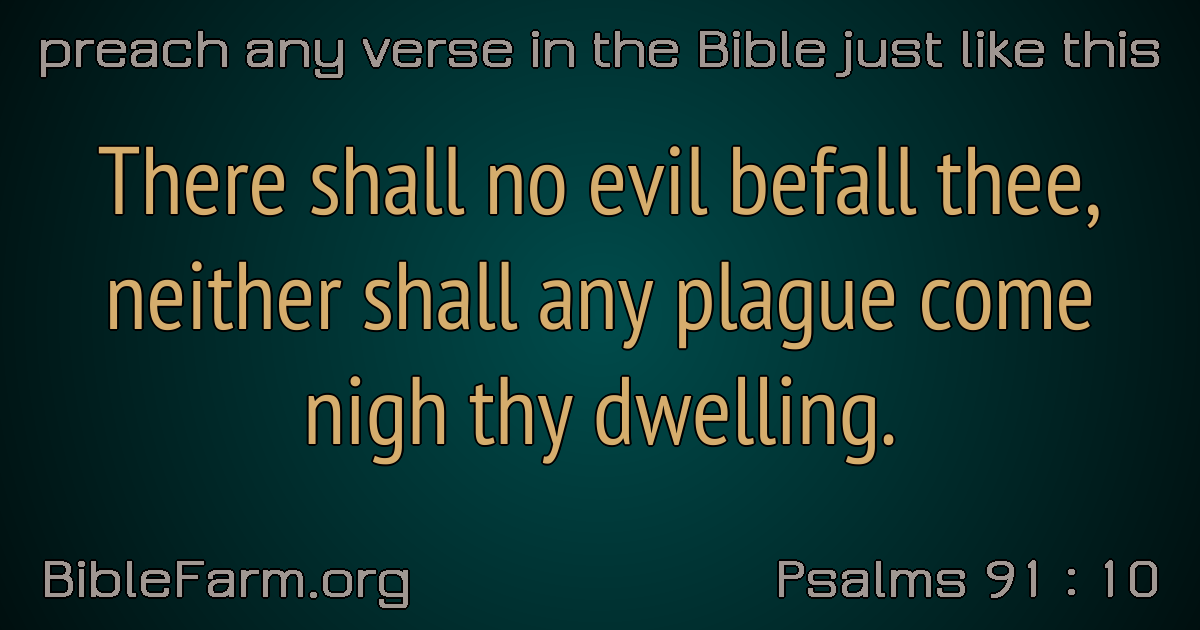 preach any verse in the Bible just like this
There shall no evil befall thee,
neither shall any plague come
nigh thy dwelling.
BibleFarm.org
Psalms 91 : 10